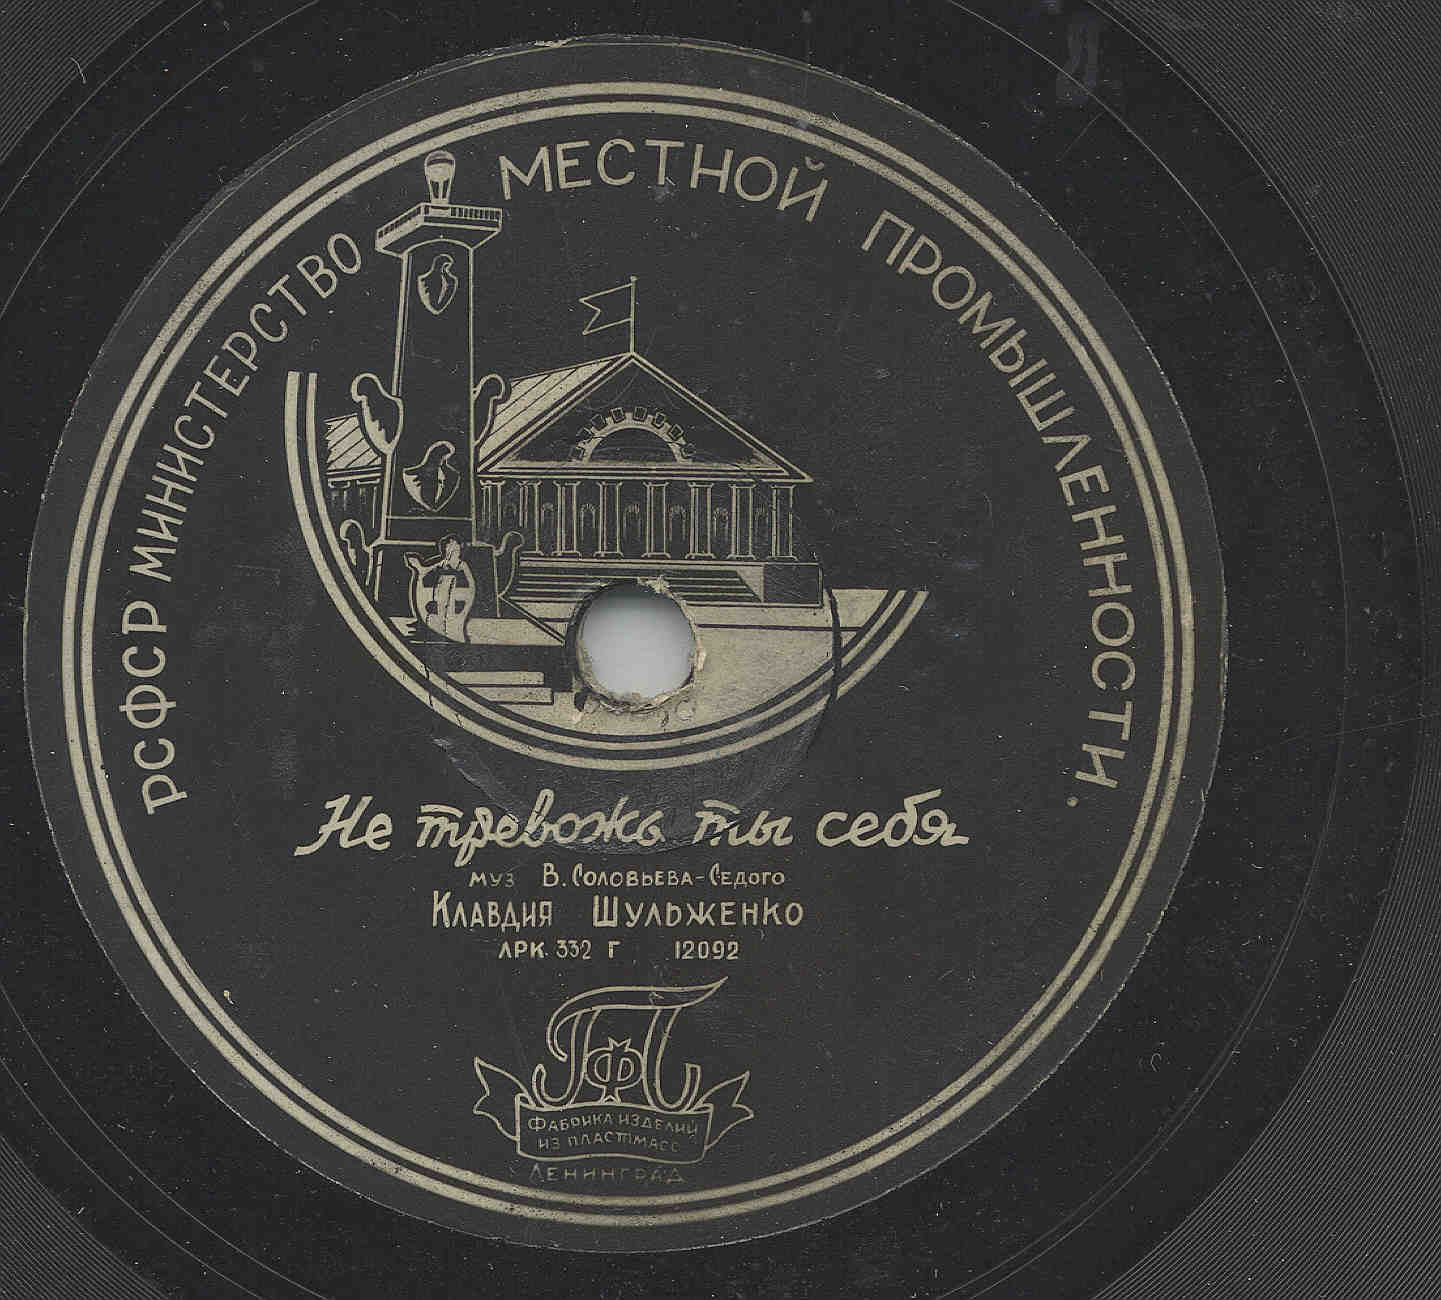 РСФСР МИНИСТЕРСТВО МЕСТНОЙ ПРОМЫШЛЕННОСТИ.
Не тревожь ты себя
муз В. Соловьева-Седого
Клавдия Шульженко
ЛРК. 332 Г 12092
ГПФ
ФАБРИКА ИЗДЕЛИЙ
ИЗ ПЛАСТМАСС
ЛЕНИНГРАД